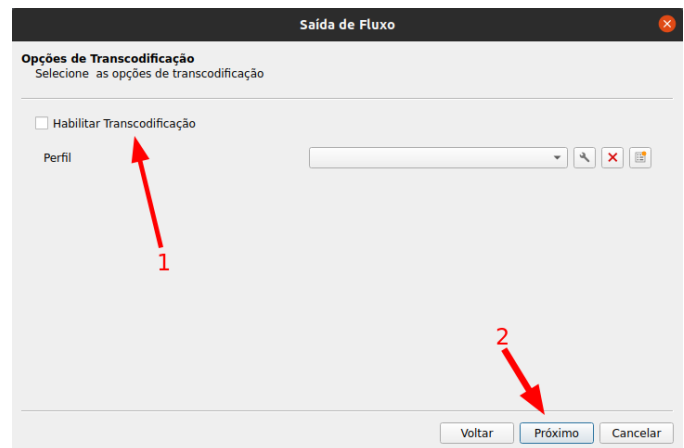 Saída de Fluxo
Opções de Transcodificação
Selecione as opções de transcodificação
Habilitar Transcodificação
Perfil
1
2
Voltar Próximo Cancelar